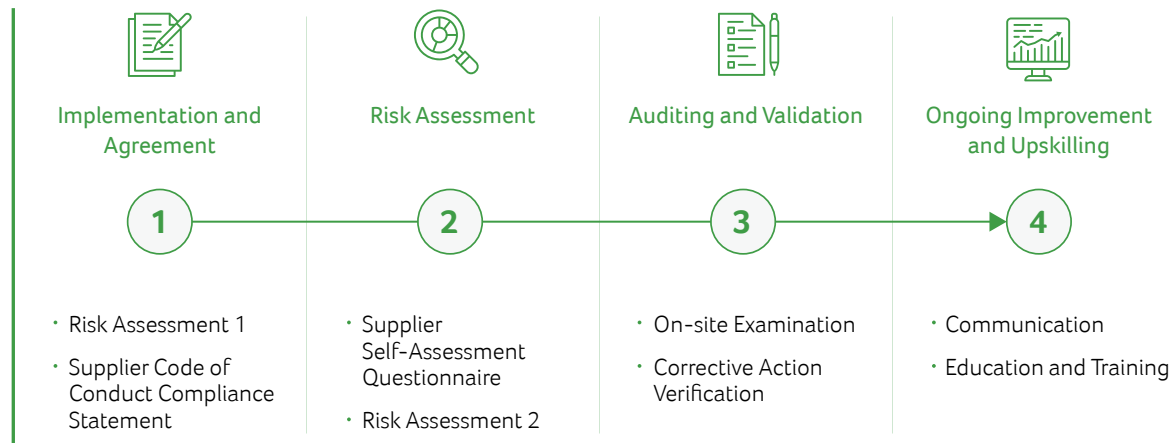 Implementation and
Agreement
Risk Assessment
Auditing and Validation
Ongoing Improvement
and Upskilling
1
2
3
4
· Risk Assessment 1
· Supplier Code of
Conduct Compliance
Statement
· Supplier
Self-Assessment
Questionnaire
· Risk Assessment 2
· On-site Examination
· Corrective Action
Verification
· Communication
· Education and Training